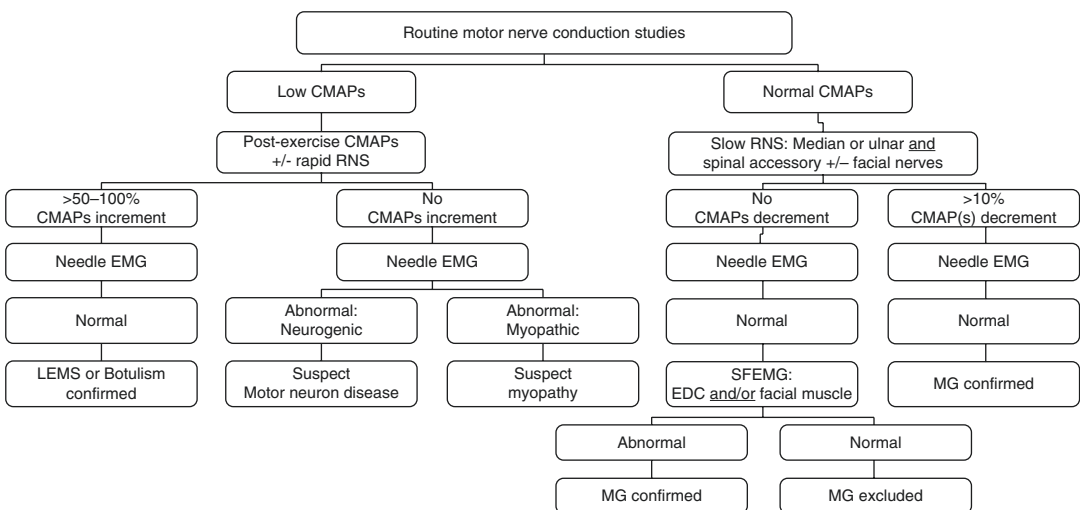 Routine motor nerve conduction studies
Low CMAPs
Normal CMAPs
Post-exercise CMAPs
+/- rapid RNS
Slow RNS: Median or ulnar and
spinal accessory +/– facial nerves
>50–100%
CMAPs increment
No
CMAPs increment
No
CMAPs decrement
>10%
CMAP(s) decrement
Needle EMG
Needle EMG
Needle EMG
Needle EMG
Normal
Abnormal:
Neurogenic
Abnormal:
Myopathic
Normal
Normal
LEMS or Botulism
confirmed
Suspect
Motor neuron disease
Suspect
myopathy
SFEMG:
EDC and/or facial muscle
MG confirmed
Abnormal
Normal
MG confirmed
MG excluded